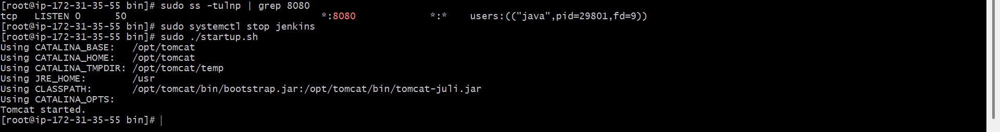 [root@ip-172-31-35-55 bin]# sudo ss -tulnp | grep 8080
tcp   LISTEN 0      50                                  *:8080             *:*    users:(("java",pid=29801,fd=9))
[root@ip-172-31-35-55 bin]# sudo systemctl stop jenkins
[root@ip-172-31-35-55 bin]# sudo ./startup.sh
Using CATALINA_BASE:   /opt/tomcat
Using CATALINA_HOME:   /opt/tomcat
Using CATALINA_TMPDIR: /opt/tomcat/temp
Using JRE_HOME:        /usr
Using CLASSPATH:       /opt/tomcat/bin/bootstrap.jar:/opt/tomcat/bin/tomcat-juli.jar
Using CATALINA_OPTS:
Tomcat started.
[root@ip-172-31-35-55 bin]#